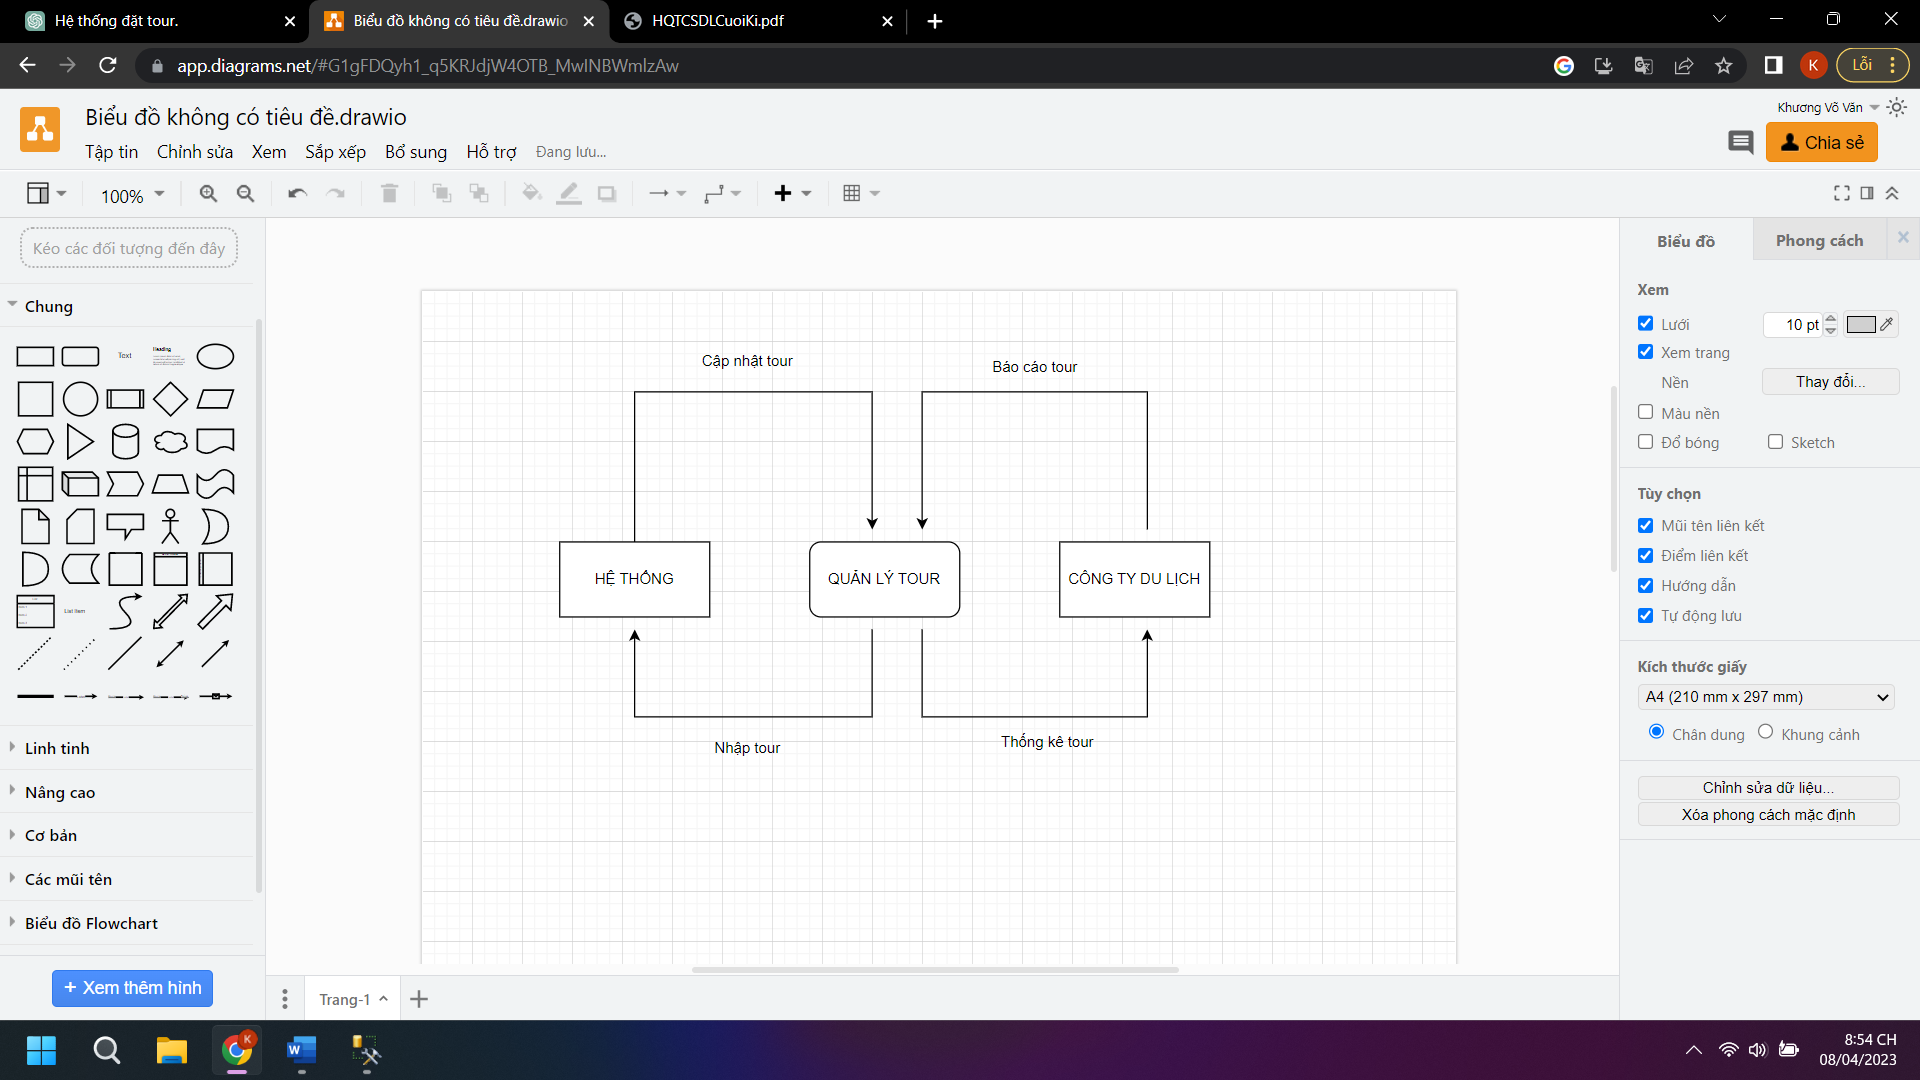 Hệ thống đặt tour.
Biểu đồ không có tiêu đề.drawio
HQTCSDLCuoiKi.pdf
app.diagrams.net/#G1gFDQyh1_q5KRJdjW4OTB_MwINBWmlzAw
K
Lỗi
Biểu đồ không có tiêu đề.drawio
Khương Võ Văn
Tập tin Chỉnh sửa Xem Sắp xếp Bổ sung Hỗ trợ Đang lưu...
Chia sẻ
100%
Kéo các đối tượng đến đây
Chung
Text
Heading
List Item
Linh tinh
Nâng cao
Cơ bản
Các mũi tên
Biểu đồ Flowchart
+ Xem thêm hình
Cập nhật tour
Báo cáo tour
HỆ THỐNG
QUẢN LÝ TOUR
CÔNG TY DU LỊCH
Nhập tour
Thống kê tour
Trang-1
Biểu đồ
Phong cách
Xem
Lưới
10 pt
Xem trang
Nền
Thay đổi...
Màu nền
Đổ bóng
Sketch
Tùy chọn
Mũi tên liên kết
Điểm liên kết
Hướng dẫn
Tự động lưu
Kích thước giấy
A4 (210 mm x 297 mm)
Chân dung
Khung cảnh
Chỉnh sửa dữ liệu...
Xóa phong cách mặc định
K
W
8:54 CH
08/04/2023